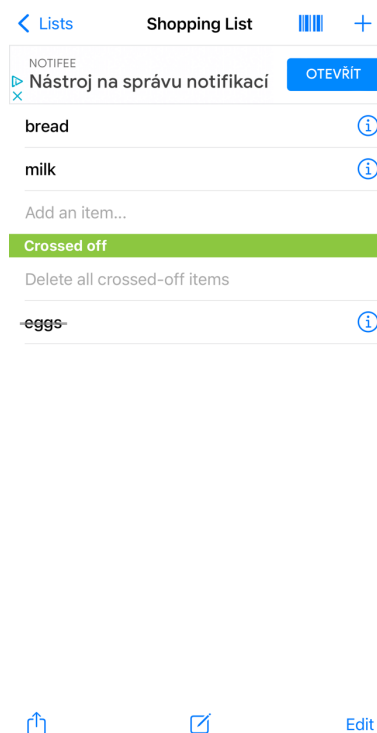 Lists
Shopping List
NOTIFEE
Nástroj na správu notifikací
OTEVŘÍT
bread
milk
Add an item...
Crossed off
Delete all crossed-off items
eggs
Edit